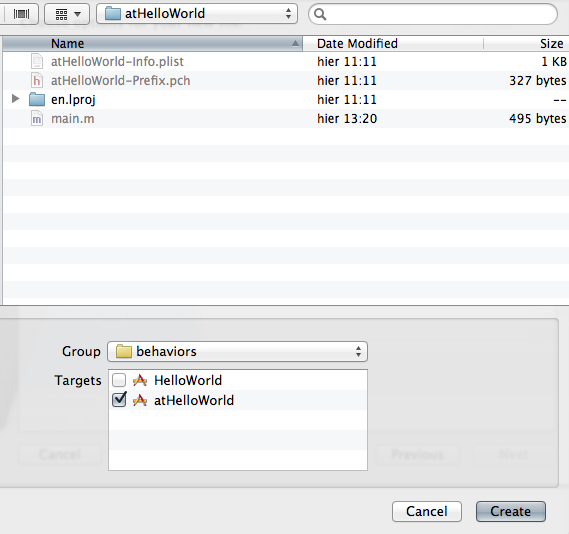 atHelloWorld
Name Date Modified Size
atHelloWorld-Info.plist hier 11:11 1 KB
atHelloWorld-Prefix.pch hier 11:11 327 bytes
en.lproj hier 11:11 --
main.m hier 13:20 495 bytes
Group behaviors
Targets HelloWorld
atHelloWorld
Cancel Previous Next
Cancel Create